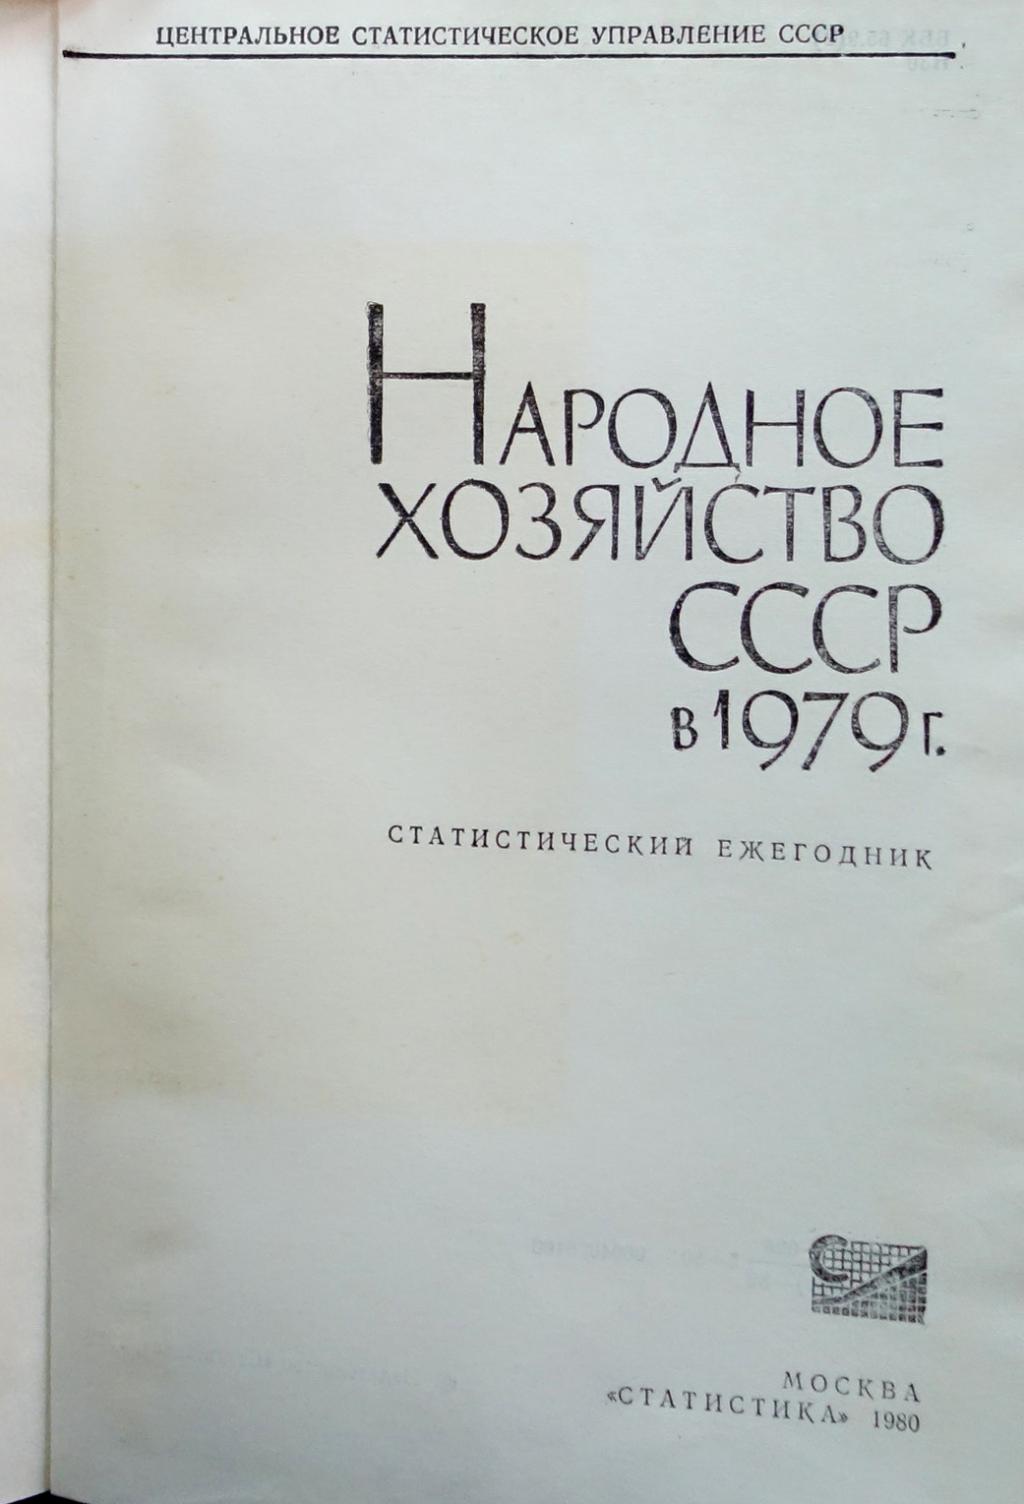 ЦЕНТРАЛЬНОЕ СТАТИСТИЧЕСКОЕ УПРАВЛЕНИЕ СССР
НАРОДНОЕ
ХОЗЯЙСТВО
СССР
в 1979 г.
СТАТИСТИЧЕСКИЙ ЕЖЕГОДНИК
МОСКВА
«СТАТИСТИКА» 1980